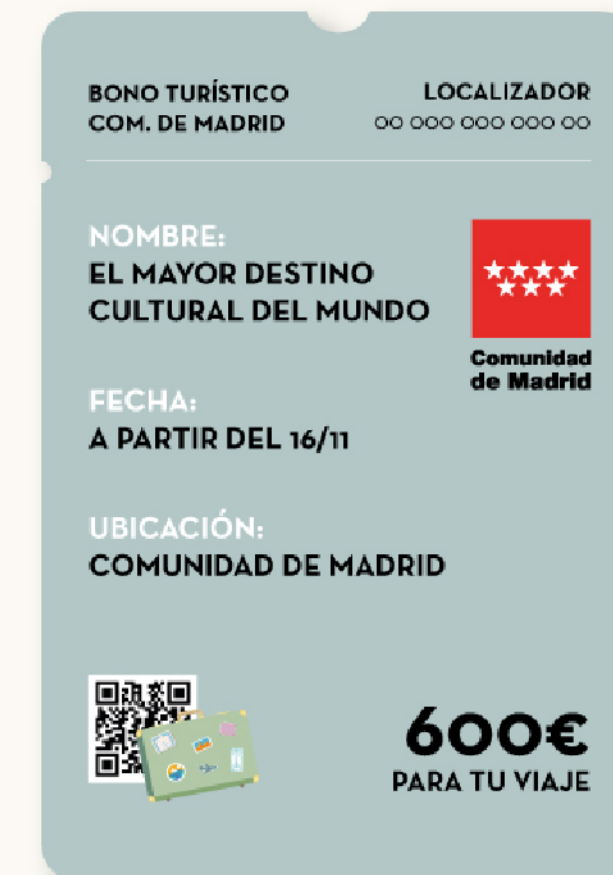 BONO TURÍSTICO
COM. DE MADRID
LOCALIZADOR
00 000 000 000 00
NOMBRE:
EL MAYOR DESTINO
CULTURAL DEL MUNDO
Comunidad
de Madrid
FECHA:
A PARTIR DEL 16/11
UBICACIÓN:
COMUNIDAD DE MADRID
600€
PARA TU VIAJE